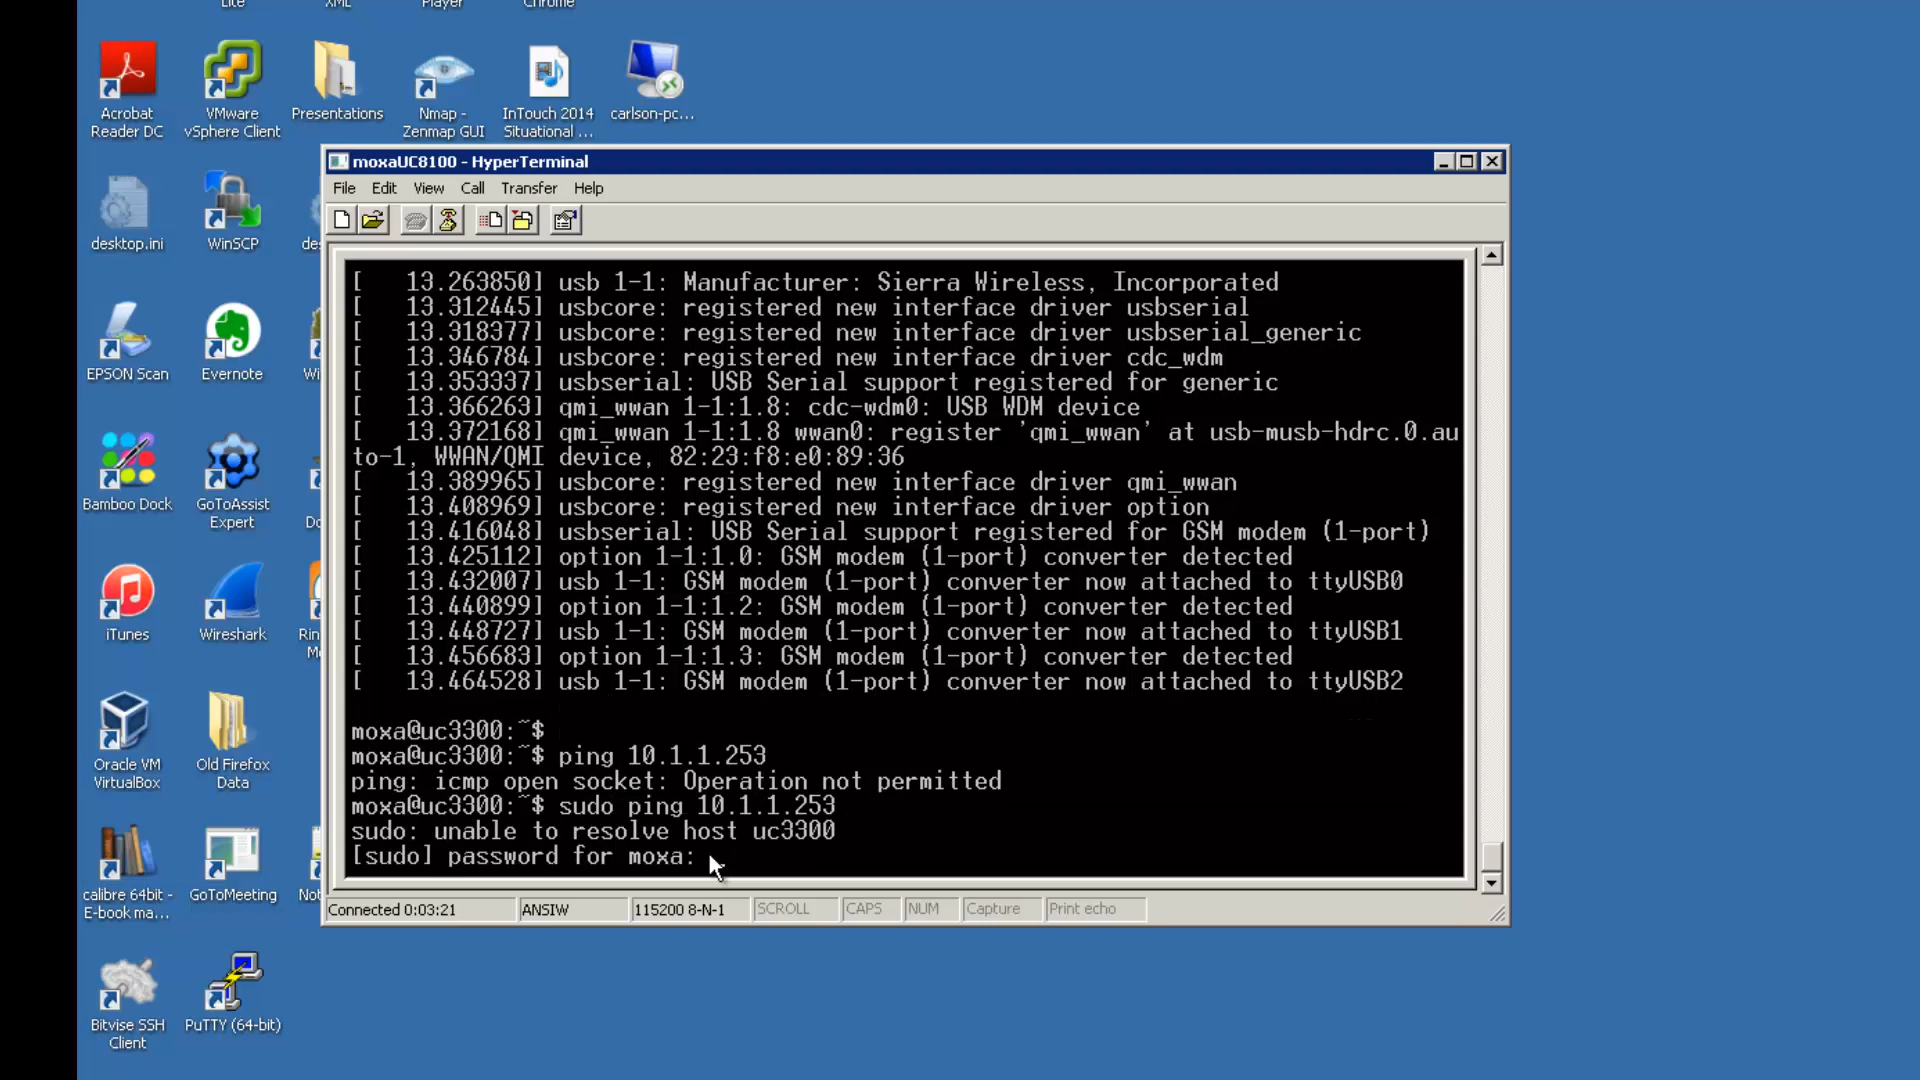 Lite
XML
Player
Chrome
Acrobat
Reader DC
VMware
vSphere Client
Presentations
Nmap -
Zenmap GUI
InTouch 2014
Situational ...
carlson-pc...
desktop.ini
WinSCP
des
EPSON Scan
Evernote
Wi
Bamboo Dock
GoToAssist
Expert
Do
iTunes
Wireshark
Rin
Me
Oracle VM
VirtualBox
Old Firefox
Data
calibre 64bit -
E-book ma...
GoToMeeting
Not
Bitvise SSH
Client
PuTTY (64-bit)
moxaUC8100 - HyperTerminal
File Edit View Call Transfer Help
[   13.263850] usb 1-1: Manufacturer: Sierra Wireless, Incorporated
[   13.312445] usbcore: registered new interface driver usbserial
[   13.318377] usbcore: registered new interface driver usbserial_generic
[   13.346784] usbcore: registered new interface driver cdc_wdm
[   13.353337] usbserial: USB Serial support registered for generic
[   13.366263] qmi_wwan 1-1:1.8: cdc-wdm0: USB WDM device
[   13.372168] qmi_wwan 1-1:1.8 wwan0: register 'qmi_wwan' at usb-musb-hdrc.0.au
to-1, WWAN/QMI device, 82:23:f8:e0:89:36
[   13.389965] usbcore: registered new interface driver qmi_wwan
[   13.408969] usbcore: registered new interface driver option
[   13.416048] usbserial: USB Serial support registered for GSM modem (1-port)
[   13.425112] option 1-1:1.0: GSM modem (1-port) converter detected
[   13.432007] usb 1-1: GSM modem (1-port) converter now attached to ttyUSB0
[   13.440899] option 1-1:1.2: GSM modem (1-port) converter detected
[   13.448727] usb 1-1: GSM modem (1-port) converter now attached to ttyUSB1
[   13.456683] option 1-1:1.3: GSM modem (1-port) converter detected
[   13.464528] usb 1-1: GSM modem (1-port) converter now attached to ttyUSB2
moxa@uc3300:~$
moxa@uc3300:~$ ping 10.1.1.253
ping: icmp open socket: Operation not permitted
moxa@uc3300:~$ sudo ping 10.1.1.253
sudo: unable to resolve host uc3300
[sudo] password for moxa:
Connected 0:03:21 ANSIW 115200 8-N-1 SCROLL CAPS NUM Capture Print echo